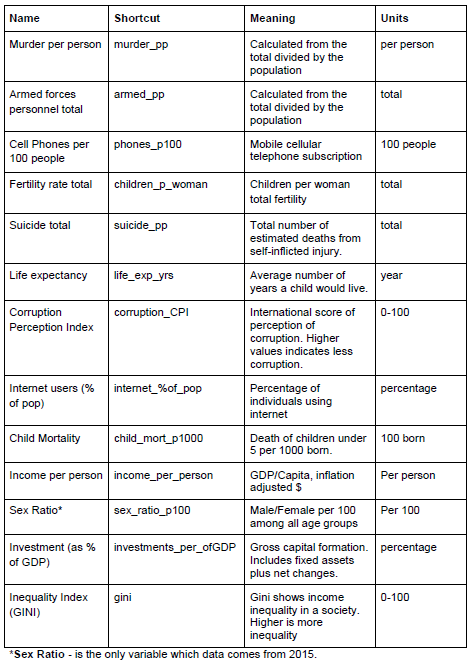 Name Shortcut Meaning Units
Murder per person murder_pp Calculated from the
total divided by the
population per person
Armed forces
personnel total armed_pp Calculated from the
total divided by the
population total
Cell Phones per
100 people phones_p100 Mobile cellular
telephone subscription 100 people
Fertility rate total children_p_woman Children per woman
total fertility total
Suicide total suicide_pp Total number of
estimated deaths from
self-inflicted injury. total
Life expectancy life_exp_yrs Average number of
years a child would live. year
Corruption
Perception Index corruption_CPI International score of
perception of
corruption. Higher
values indicates less
corruption. 0-100
Internet users (%
of pop) internet_%of_pop Percentage of
individuals using
internet percentage
Child Mortality child_mort_p1000 Death of children under
5 per 1000 born. 100 born
Income per person income_per_person GDP/Capita, inflation
adjusted $ Per person
Sex Ratio* sex_ratio_p100 Male/Female per 100
among all age groups Per 100
Investment (as %
of GDP) investments_per_ofGDP Gross capital formation.
Includes fixed assets
plus net changes. percentage
Inequality Index
(GINI) gini Gini shows income
inequality in a society.
Higher is more
inequality 0-100
*Sex Ratio - is the only variable which data comes from 2015.